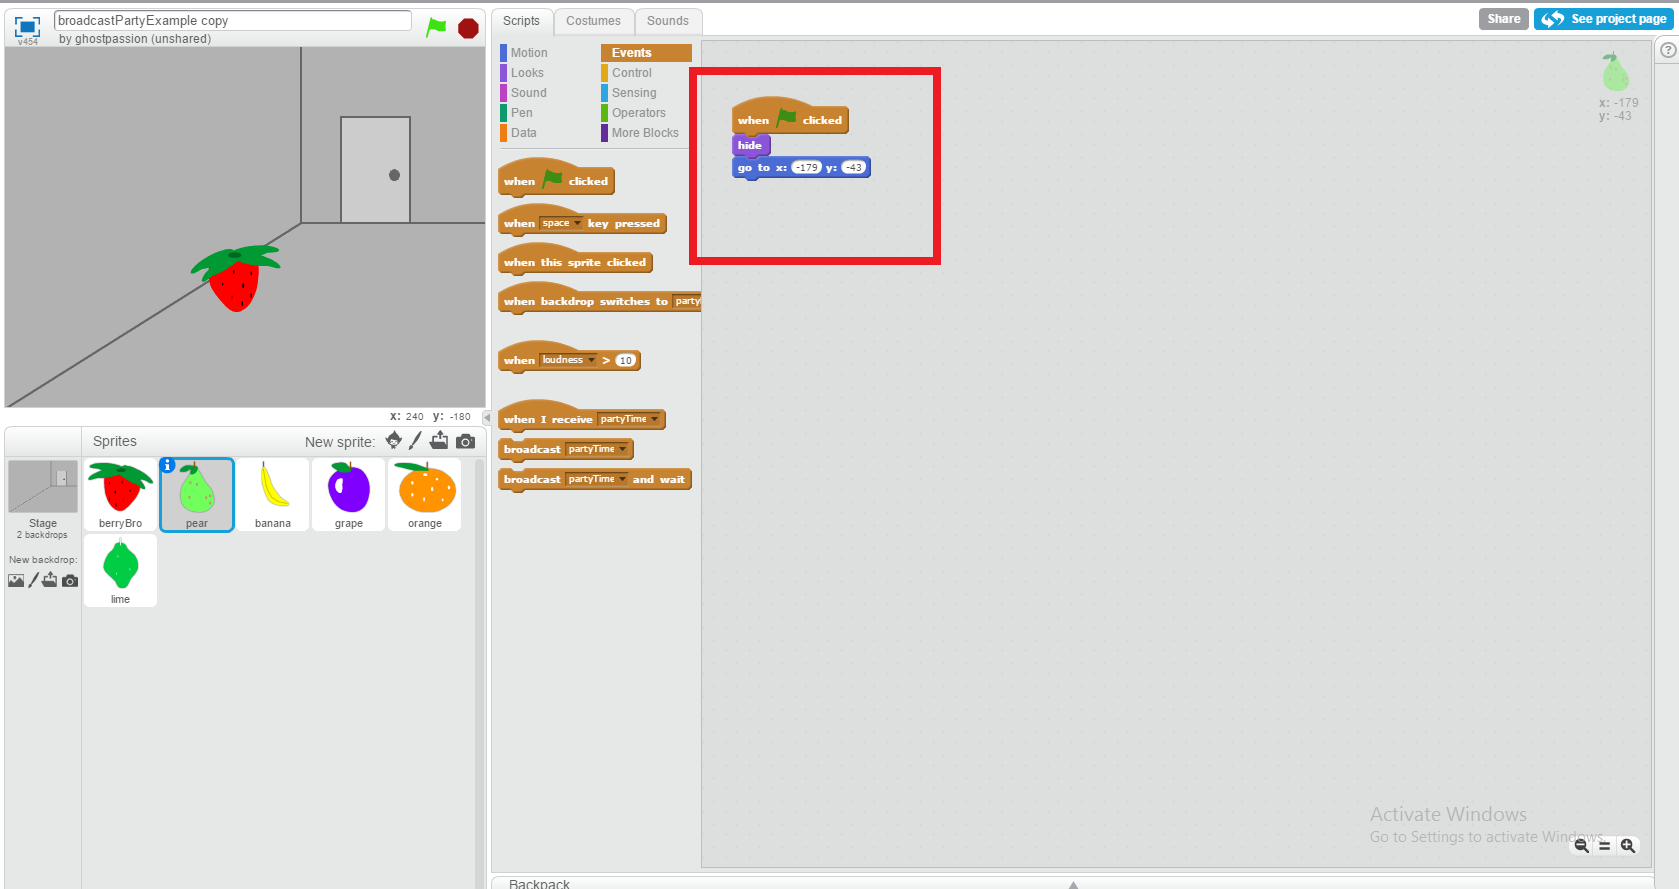 broadcastPartyExample copy
by ghostpassion (unshared)
v454
Scripts
Costumes
Sounds
Share
See project page
Motion
Events
Looks
Control
Sound
Sensing
Pen
Operators
Data
More Blocks
when clicked
when space key pressed
when this sprite clicked
when backdrop switches to party
when loudness > 10
when I receive partyTime
broadcast partyTime
broadcast partyTime and wait
when clicked
hide
go to x: -179 y: -43
x: -179
y: -43
?
x: 240 y: -180
Sprites
New sprite:
Stage
2 backdrops
New backdrop:
i
berryBro
pear
banana
grape
orange
lime
Activate Windows
Go to Settings to activate Windows.
Backpack